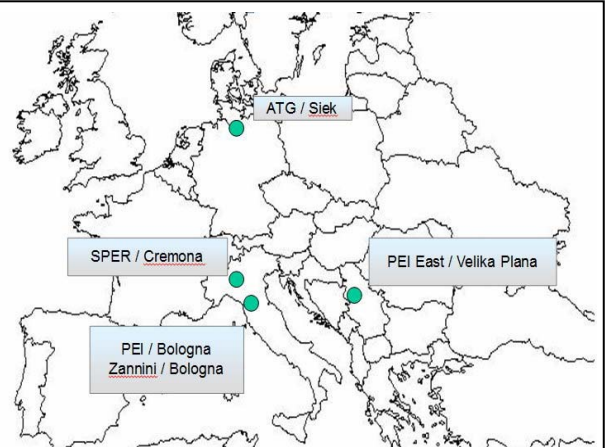 ATG / Siek
SPER / Cremona
PEI East / Velika Plana
PEI / Bologna
Zannini / Bologna